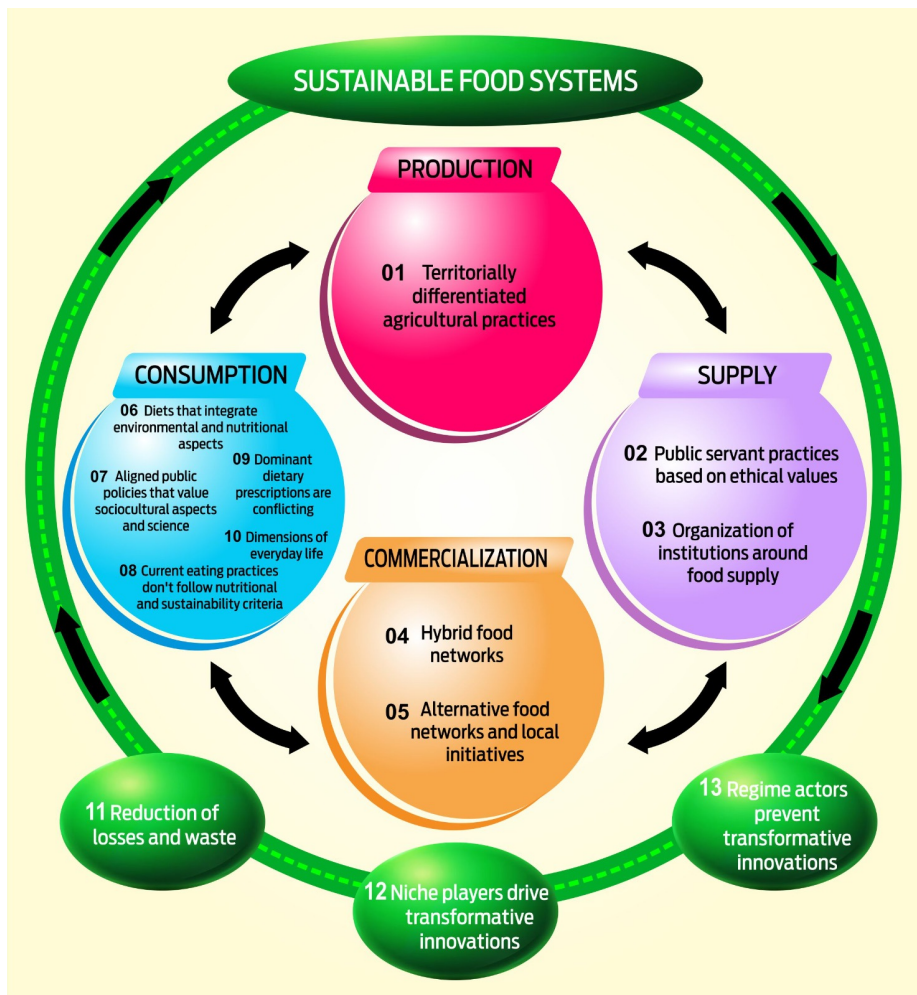 SUSTAINABLE FOOD SYSTEMS
PRODUCTION
01 Territorially
differentiated
agricultural practices
CONSUMPTION
06 Diets that integrate
environmental and nutritional
aspects
07 Aligned public
policies that value
sociocultural aspects
and science
09 Dominant
dietary
prescriptions are
conflicting
10 Dimensions of
everyday life
08 Current eating practices
don't follow nutritional
and sustainability criteria
SUPPLY
02 Public servant practices
based on ethical values
03 Organization of
institutions around
food supply
COMMERCIALIZATION
04 Hybrid food
networks
05 Alternative food
networks and local
initiatives
11 Reduction of
losses and waste
12 Niche players drive
transformative
innovations
13 Regime actors
prevent
transformative
innovations